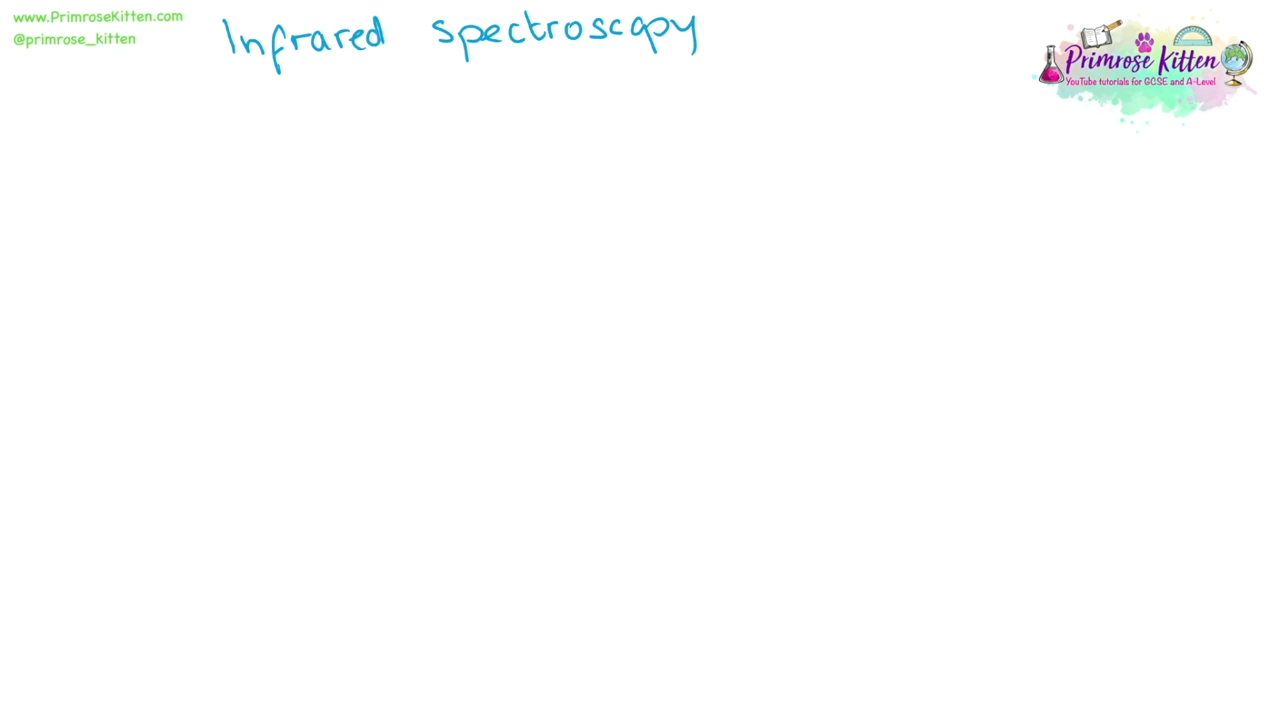 www.PrimroseKitten.com
@primrose_kitten
Infrared spectroscopy
Primrose Kitten
YouTube tutorials for GCSE and A-Level